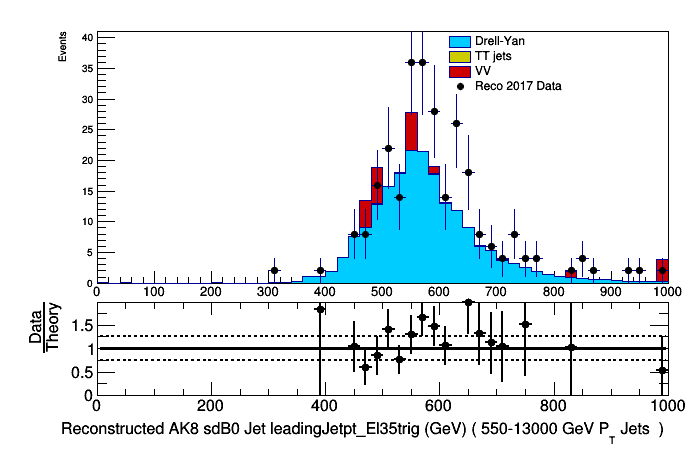 Events
40
35
30
25
20
15
10
5
0
Drell-Yan
TT jets
VV
Reco 2017 Data
0 100 200 300 400 500 600 700 800 900 1000
Data
Theory
1.5
1
0.5
0
0 200 400 600 800 1000
Reconstructed AK8 sdB0 Jet leadingJetpt_El35trig (GeV) ( 550-13000 GeV P_T Jets )